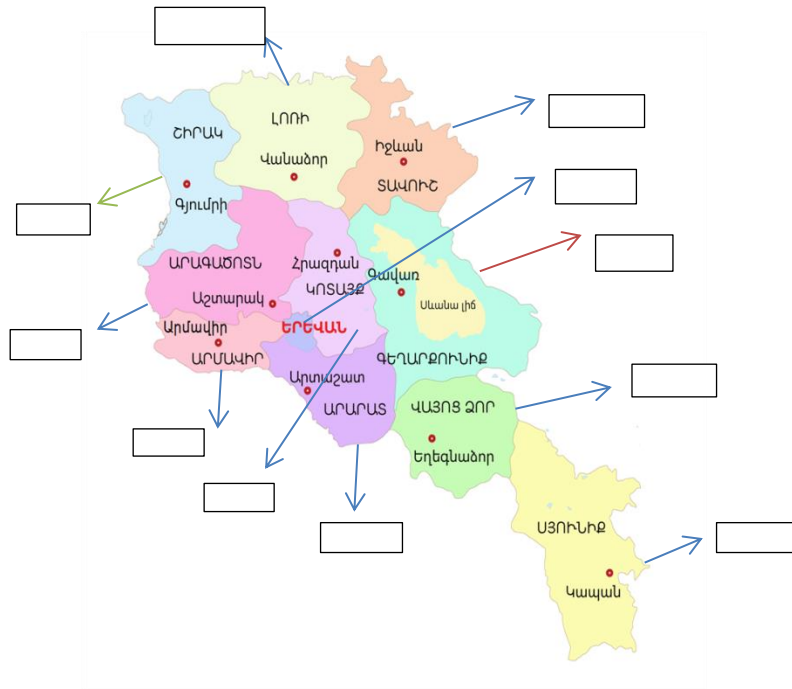 ԼՈՌԻ
ՇԻՐԱԿ
Իջևան
Վանաձոր
ՏԱՎՈՒՇ
Գյումրի
ԱՐԱԳԱԾՈՏՆ
Հրազդան
Գավառ
ԿՈՏԱՅՔ
Աշտարակ
Սևանա լիճ
Արմավիր
ԵՐԵՎԱՆ
ԱՐՄԱՎԻՐ
ԳԵՂԱՐՔՈՒՆԻՔ
Արտաշատ
ԱՐԱՐԱՏ
ՎԱՅՈՑ ՁՈՐ
Եղեգնաձոր
ՍՅՈՒՆԻՔ
Կապան